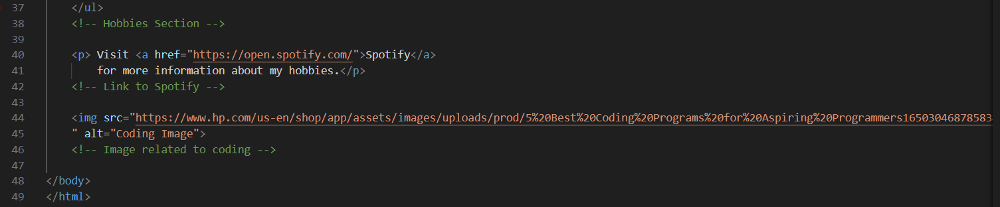 37 </ul>
38 <!-- Hobbies Section -->
39
40 <p> Visit <a href="https://open.spotify.com/">Spotify</a>
41 for more information about my hobbies.</p>
42 <!-- Link to Spotify -->
43
44 <img src="https://www.hp.com/us-en/shop/app/assets/images/uploads/prod/5%20Best%20Coding%20Programs%20for%20Aspiring%20Programmers16503046878583
45 " alt="Coding Image">
46 <!-- Image related to coding -->
47
48 </body>
49 </html>